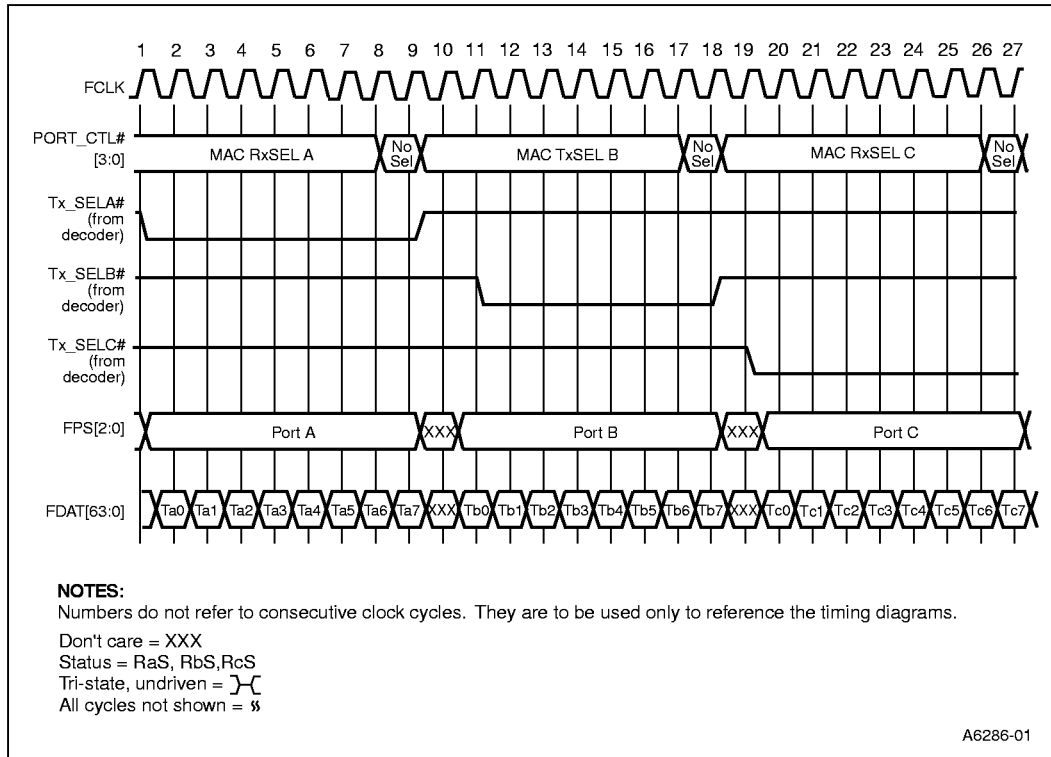 1 2 3 4 5 6 7 8 9 10 11 12 13 14 15 16 17 18 19 20 21 22 23 24 25 26 27
FCLK
PORT_CTL#
[3:0]
MAC RxSEL A
No
Sel
MAC TxSEL B
No
Sel
MAC RxSEL C
No
Sel
Tx_SELA#
(from
decoder)
Tx_SELB#
(from
decoder)
Tx_SELC#
(from
decoder)
FPS[2:0] Port A XXX Port B XXX Port C
FDAT[63:0] Ta0 Ta1 Ta2 Ta3 Ta4 Ta5 Ta6 Ta7 XXX Tb0 Tb1 Tb2 Tb3 Tb4 Tb5 Tb6 Tb7 XXX Tc0 Tc1 Tc2 Tc3 Tc4 Tc5 Tc6 Tc7
NOTES:
Numbers do not refer to consecutive clock cycles. They are to be used only to reference the timing diagrams.
Don't care = XXX
Status = RaS, RbS,RcS
Tri-state, undriven =
All cycles not shown =
A6286-01